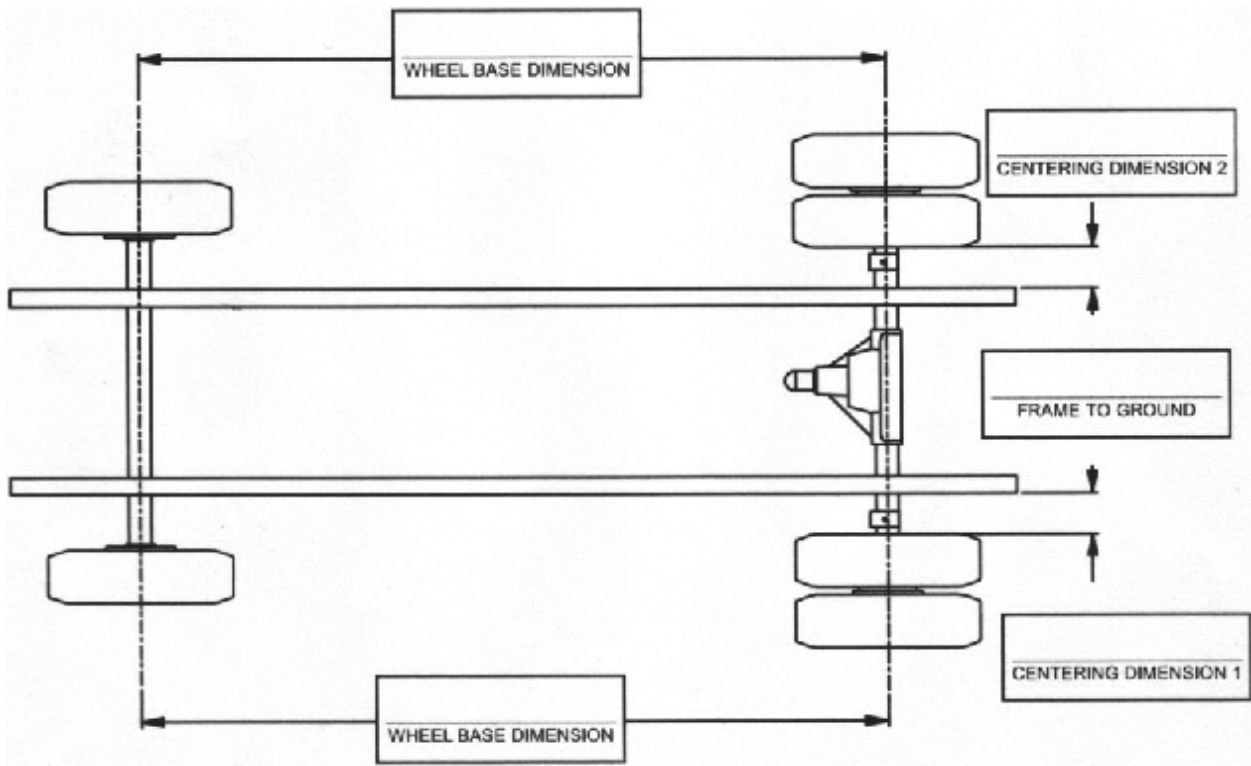 WHEEL BASE DIMENSION
CENTERING DIMENSION 2
FRAME TO GROUND
CENTERING DIMENSION 1
WHEEL BASE DIMENSION